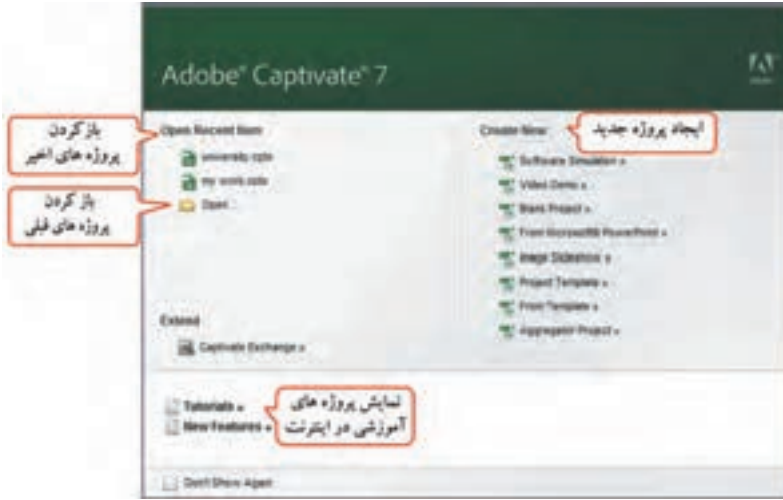 Adobe® Captivate® 7
Open Recent Item
university.cptx
my work.cptx
Open...
بازکردن
پروژه های اخیر
باز کردن
پروژه های قبلی
Create New
ایجاد پروژه جدید
Software Simulation »
Video Demo »
Blank Project »
From Microsoft® PowerPoint »
Image Slideshow »
Project Template »
From Template »
Aggregator Project »
Extend
Captivate Exchange »
Tutorials »
New Features »
نمایش پروژه های
آموزشی در اینترنت
Don't Show Again